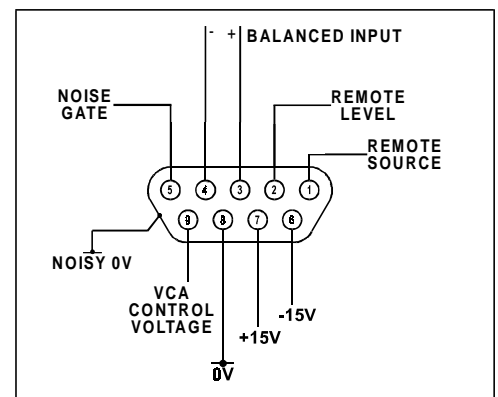 - + BALANCED INPUT
NOISE
GATE
REMOTE
LEVEL
REMOTE
SOURCE
5 4 3 2 1
9 8 7 6
NOISY 0V
VCA
CONTROL
VOLTAGE
-15V
+15V
0V